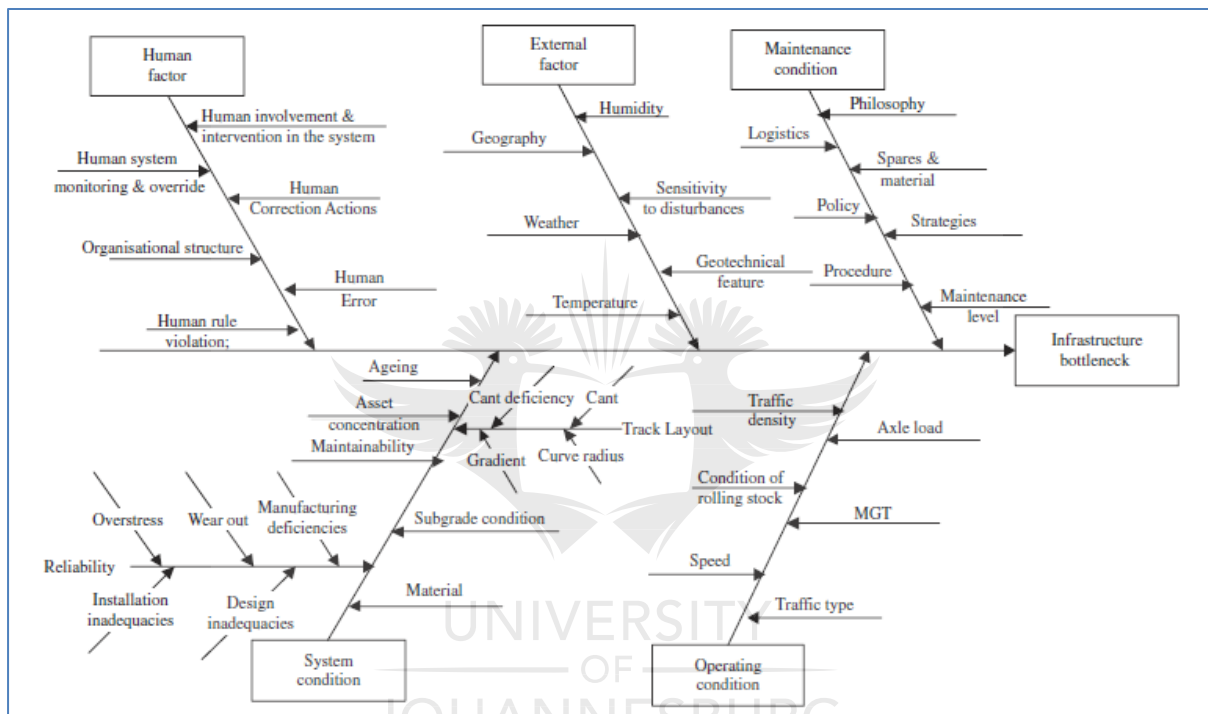 Human
factor
External
factor
Maintenance
condition
Human involvement &
intervention in the system
Human system
monitoring & override
Human
Correction Actions
Organisational structure
Human
Error
Human rule
violation;
Humidity
Geography
Sensitivity
to disturbances
Weather
Geotechnical
feature
Temperature
Philosophy
Logistics
Spares &
material
Policy
Strategies
Procedure
Maintenance
level
Infrastructure
bottleneck
Ageing
Asset
concentration
Maintainability
Cant deficiency
Cant
Track Layout
Gradient
Curve radius
Overstress
Wear out
Manufacturing
deficiencies
Subgrade condition
Reliability
Installation
inadequacies
Design
inadequacies
Material
System
condition
Traffic
density
Axle load
Condition of
rolling stock
MGT
Speed
Traffic type
Operating
condition
UNIVERSITY
OF
JOHANNESBURG